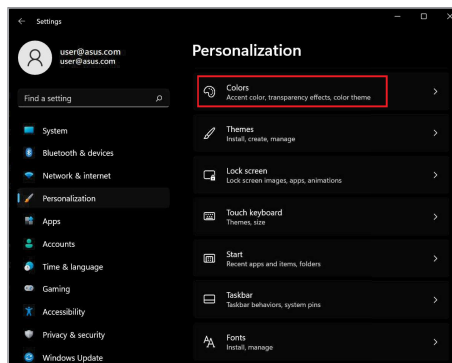 Settings
user@asus.com
user@asus.com
Find a setting
System
Bluetooth & devices
Network & internet
Personalization
Apps
Accounts
Time & language
Gaming
Accessibility
Privacy & security
Windows Update
Personalization
Colors
Accent color, transparency effects, color theme
Themes
Install, create, manage
Lock screen
Lock screen images, apps, animations
Touch keyboard
Themes, size
Start
Recent apps and items, folders
Taskbar
Taskbar behaviors, system pins
Fonts
Install, manage